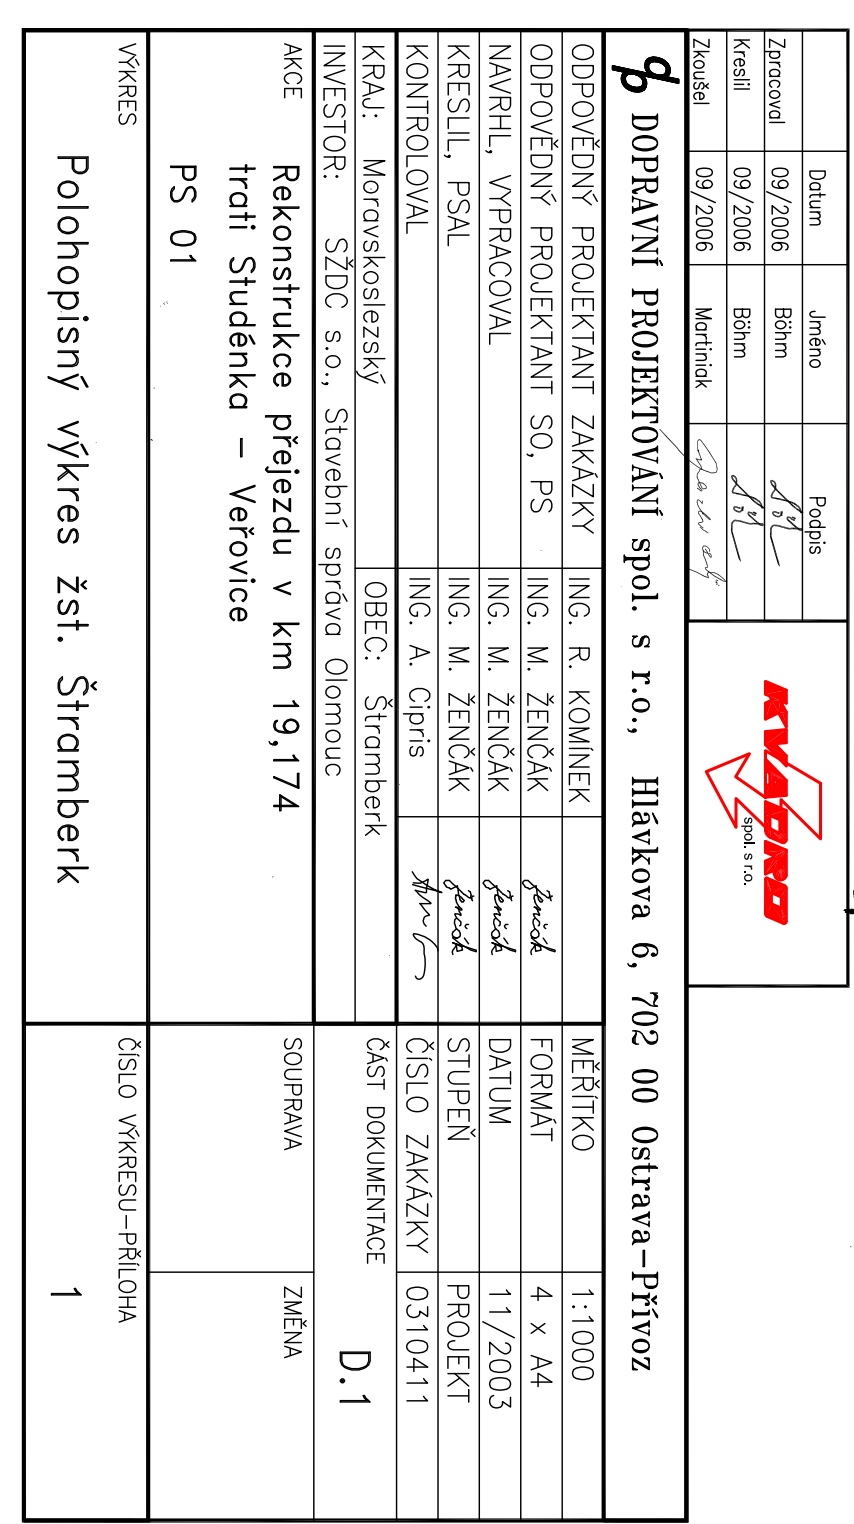 Datum Jméno Podpis
Zpracoval 09/2006 Böhm
Kreslil 09/2006 Böhm
Zkoušel 09/2006 Martiniak
KVADRO
spol. s r.o.
DOPRAVNÍ PROJEKTOVÁNÍ spol. s r.o., Hlávkova 6, 702 00 Ostrava-Přívoz
ODPOVĚDNÝ PROJEKTANT ZAKÁZKY ING. R. KOMÍNEK MĚŘÍTKO 1:1000
ODPOVĚDNÝ PROJEKTANT SO, PS ING. M. ŽENČÁK Ženčák FORMÁT 4 x A4
NAVRHL, VYPRACOVAL ING. M. ŽENČÁK Ženčák DATUM 11/2003
KRESLIL, PSAL ING. M. ŽENČÁK Ženčák STUPEŇ PROJEKT
KONTROLOVAL ING. A. Cipris ČÍSLO ZAKÁZKY 0310411
KRAJ: Moravskoslezský OBEC: Štramberk ČÁST DOKUMENTACE
INVESTOR: SŽDC s.o., Stavební správa Olomouc D.1
AKCE Rekonstrukce přejezdu v km 19,174 SOUPRAVA ZMĚNA
trati Studénka – Veřovice
PS 01
VÝKRES ČÍSLO VÝKRESU-PŘÍLOHA
Polohopisný výkres žst. Štramberk 1